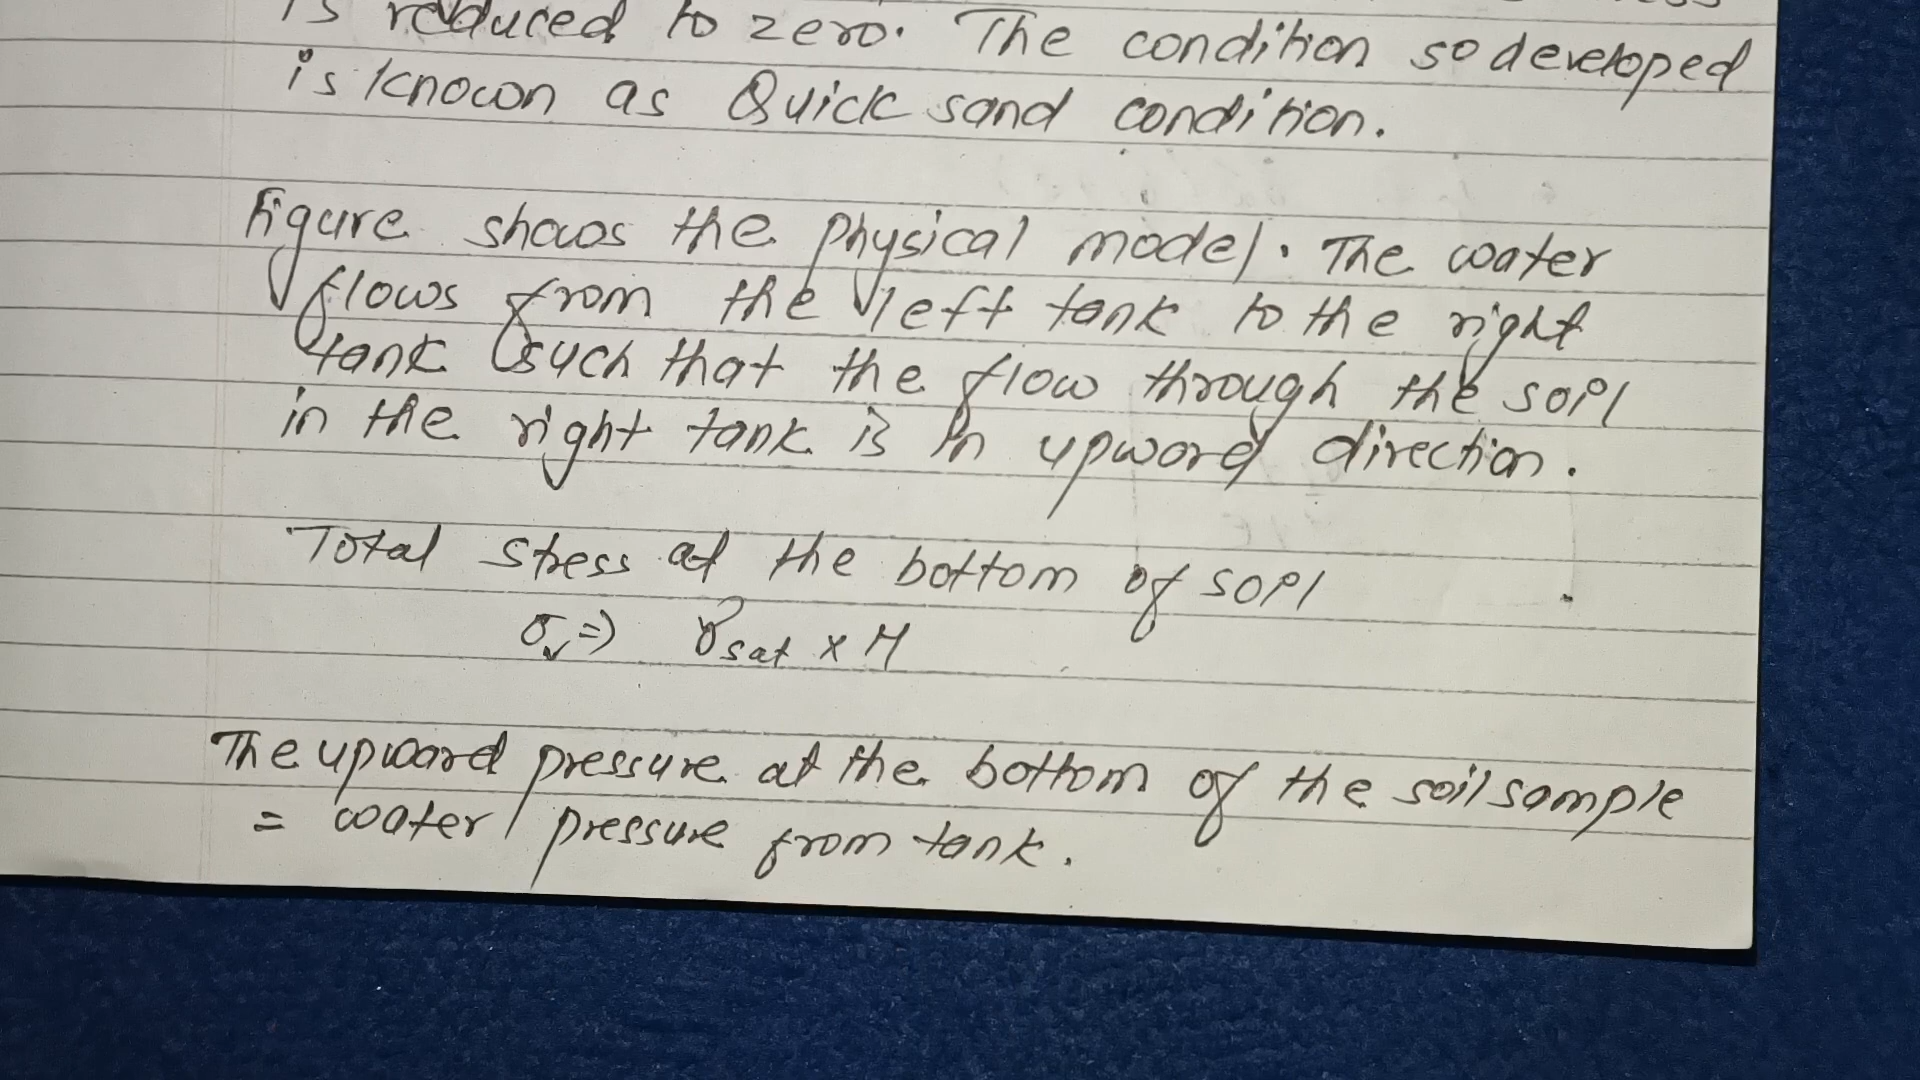 is reduced to zero. The condition so developed
is known as Quick sand condition.
Figure shows the physical model. The water
flows from the left tank to the right
tank such that the flow through the soil
in the right tank is in upword direction.
Total stress at the bottom of soil
σv ⇒ γsat × H
The upward pressure at the bottom of the soil sample
= water pressure from tank.